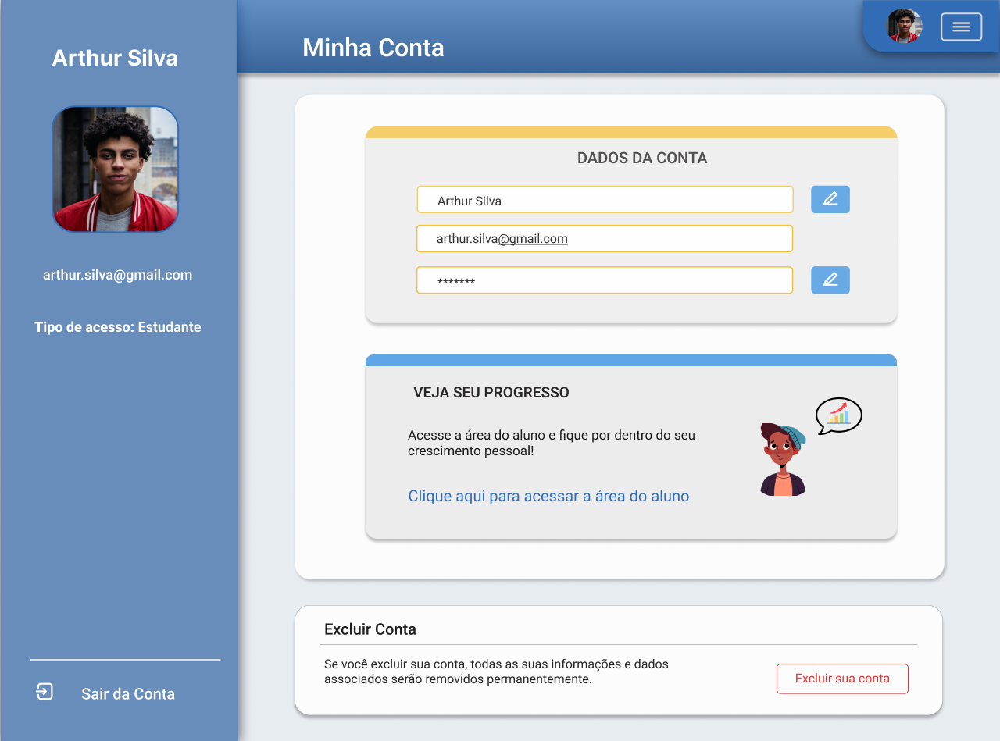 Arthur Silva
arthur.silva@gmail.com
Tipo de acesso: Estudante
Sair da Conta
Minha Conta
DADOS DA CONTA
Arthur Silva
arthur.silva@gmail.com
*******
VEJA SEU PROGRESSO
Acesse a área do aluno e fique por dentro do seu
crescimento pessoal!
Clique aqui para acessar a área do aluno
Excluir Conta
Se você excluir sua conta, todas as suas informações e dados
associados serão removidos permanentemente.
Excluir sua conta